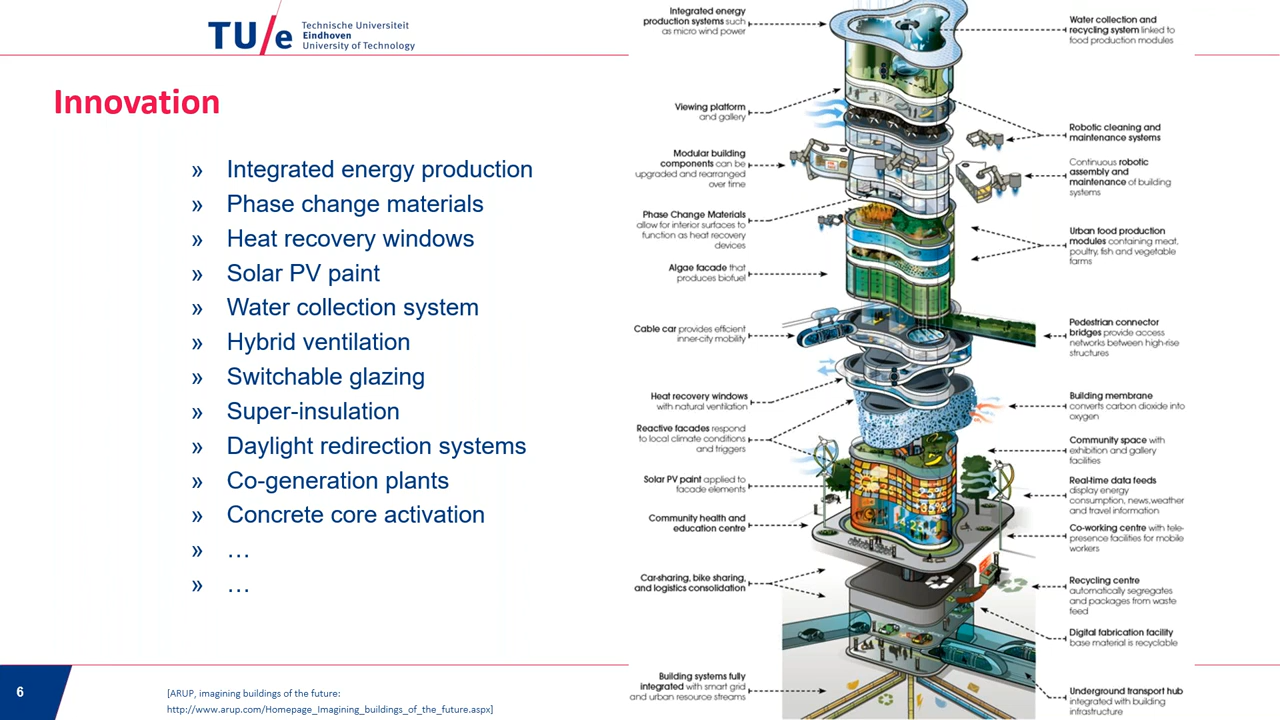 TU/e Technische Universiteit
Eindhoven
University of Technology
Innovation
» Integrated energy production
» Phase change materials
» Heat recovery windows
» Solar PV paint
» Water collection system
» Hybrid ventilation
» Switchable glazing
» Super-insulation
» Daylight redirection systems
» Co-generation plants
» Concrete core activation
» …
» …
6
[ARUP, imagining buildings of the future:
http://www.arup.com/Homepage_Imagining_buildings_of_the_future.aspx]
Integrated energy
production systems such
as micro wind power
Viewing platform
and gallery
Modular building
components can be
upgraded and rearranged
over time
Phase Change Materials
allow for interior surfaces to
function as heat recovery
devices
Algae facade that
produces biofuel
Cable car provides efficient
inner-city mobility
Heat recovery windows
with natural ventilation
Reactive facades respond
to local climate conditions
and triggers
Solar PV paint applied to
facade elements
Community health and
education centre
Car-sharing, bike sharing,
and logistics consolidation
Building systems fully
integrated with smart grid
and urban resource streams
Water collection and
recycling system linked to
food production modules
Robotic cleaning and
maintenance systems
Continuous robotic
assembly and
maintenance of building
systems
Urban food production
modules containing meat,
poultry, fish and vegetable
farms
Pedestrian connector
bridges provide access
networks between high-rise
structures
Building membrane
converts carbon dioxide into
oxygen
Community space with
exhibition and gallery
facilities
Real-time data feeds
display energy
consumption, news,weather
and travel information
Co-working centre with tele-
presence facilities for mobile
workers
Recycling centre
automatically segregates
and packages from waste
feed
Digital fabrication facility
base material is recyclable
Underground transport hub
integrated with building
infrastructure